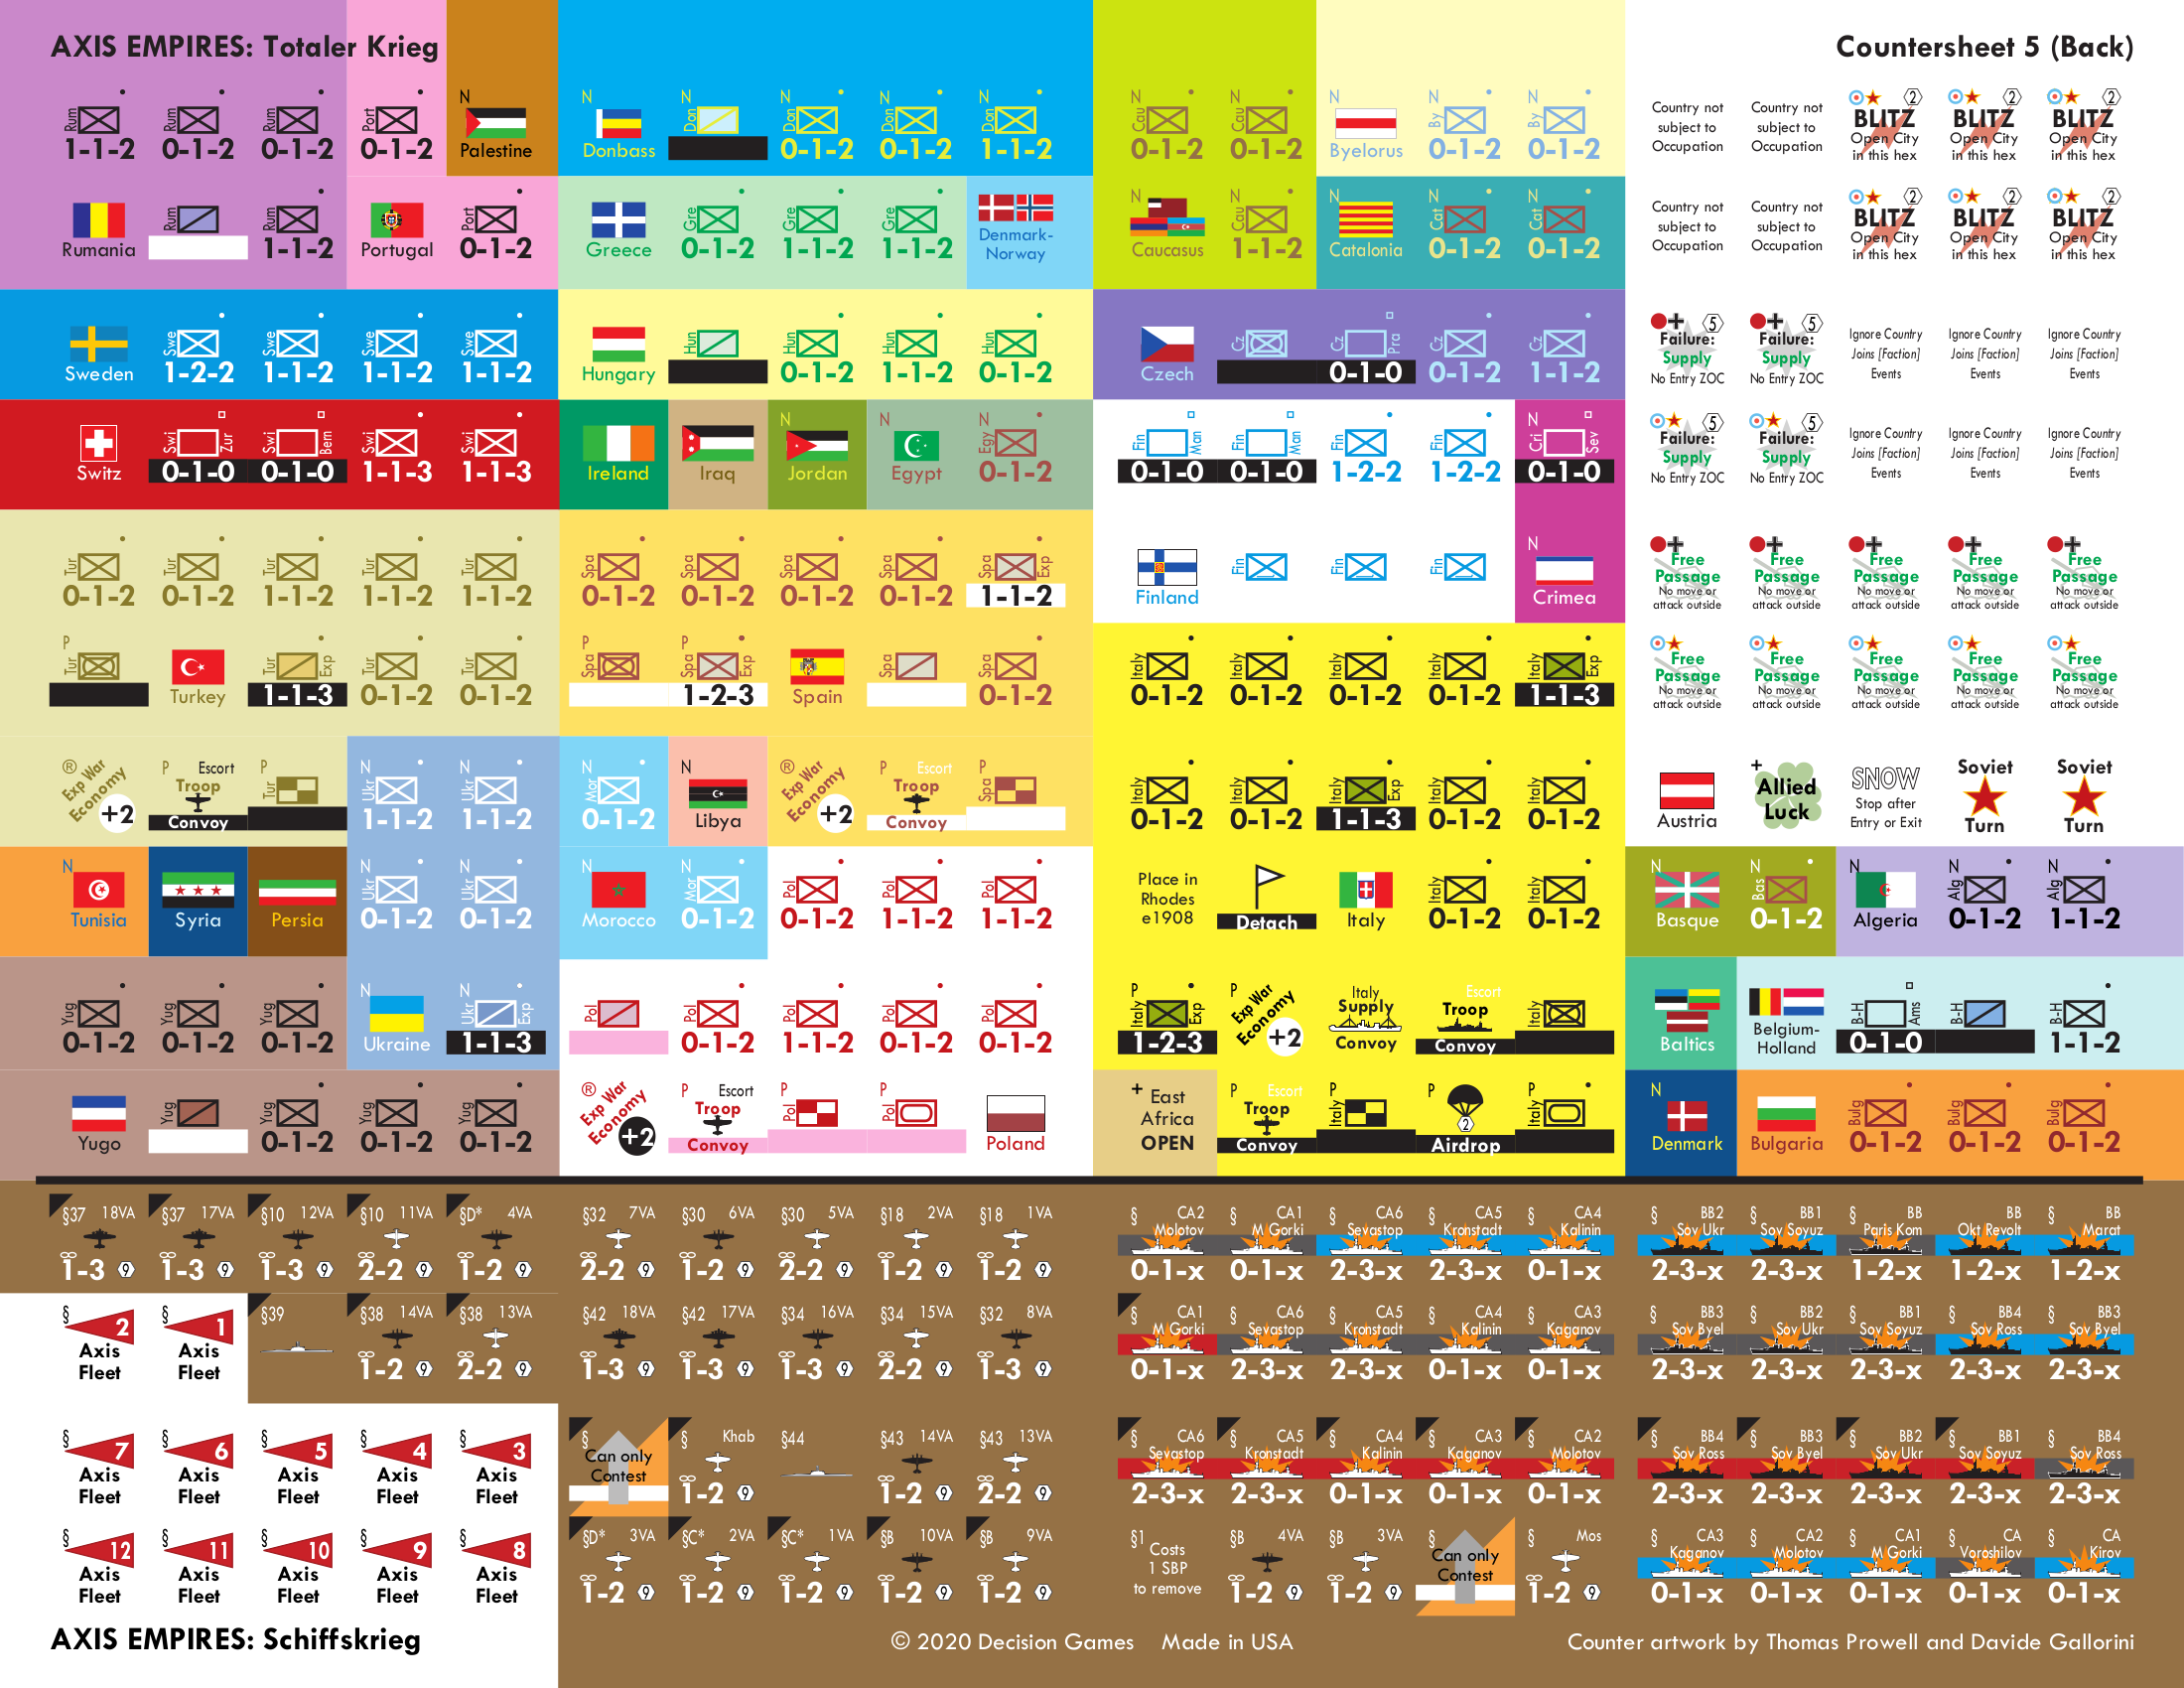 AXIS EMPIRES: Totaler Krieg
Countersheet 5 (Back)
Rum Rum Rum Port N N N N N N N N N N N
1-1-2 0-1-2 0-1-2 0-1-2 Palestine Donbass Don Don 0-1-2 Don 0-1-2 Don 1-1-2 Cau 0-1-2 Cau 0-1-2 Byelorus By 0-1-2 By 0-1-2
Country not subject to Occupation
Country not subject to Occupation
2 BLITZ Open City in this hex
2 BLITZ Open City in this hex
2 BLITZ Open City in this hex
Rumania Rum Rum 1-1-2 Portugal Port 0-1-2 Greece Gre 0-1-2 Gre 1-1-2 Gre 1-1-2 Denmark-Norway
N Caucasus N Cau 1-1-2 N Catalonia N Cat 0-1-2 N Cat 0-1-2
Country not subject to Occupation
Country not subject to Occupation
2 BLITZ Open City in this hex
2 BLITZ Open City in this hex
2 BLITZ Open City in this hex
Sweden Swe 1-2-2 Swe 1-1-2 Swe 1-1-2 Swe 1-1-2 Hungary Hun Hun 0-1-2 Hun 1-1-2 Hun 0-1-2
Czech Cz Cz Pra 0-1-0 Cz 0-1-2 Cz 1-1-2
5 Failure: Supply No Entry ZOC
5 Failure: Supply No Entry ZOC
Ignore Country Joins [Faction] Events
Ignore Country Joins [Faction] Events
Ignore Country Joins [Faction] Events
Switz Swi Zur 0-1-0 Swi Bern 0-1-0 Swi 1-1-3 Swi 1-1-3 Ireland Iraq N Jordan N Egypt N Egy 0-1-2
Fin Man 0-1-0 Fin Man 0-1-0 Fin 1-2-2 Fin 1-2-2 N Cri Sev 0-1-0
5 Failure: Supply No Entry ZOC
5 Failure: Supply No Entry ZOC
Ignore Country Joins [Faction] Events
Ignore Country Joins [Faction] Events
Ignore Country Joins [Faction] Events
Tur 0-1-2 Tur 0-1-2 Tur 1-1-2 Tur 1-1-2 Tur 1-1-2 Spa 0-1-2 Spa 0-1-2 Spa 0-1-2 Spa 0-1-2 Spa Exp 1-1-2
Finland Fin Fin Fin N Crimea
Free Passage No move or attack outside
Free Passage No move or attack outside
Free Passage No move or attack outside
Free Passage No move or attack outside
Free Passage No move or attack outside
P Tur Turkey Tur Exp 1-1-3 Tur 0-1-2 Tur 0-1-2 P Spa P Spa Exp 1-2-3 Spain Spa Spa 0-1-2
Italy 0-1-2 Italy 0-1-2 Italy 0-1-2 Italy 0-1-2 Italy Exp 1-1-3
Free Passage No move or attack outside
Free Passage No move or attack outside
Free Passage No move or attack outside
Free Passage No move or attack outside
Free Passage No move or attack outside
® Exp War Economy +2 P Escort Troop Convoy P Tur N Ukr 1-1-2 N Ukr 1-1-2 N Mor 0-1-2 N Libya ® Exp War Economy +2 P Escort Troop Convoy P Spa
Italy 0-1-2 Italy 0-1-2 Italy Exp 1-1-3 Italy 0-1-2 Italy 0-1-2
Austria + Allied Luck SNOW Stop after Entry or Exit Soviet Turn Soviet Turn
N Tunisia Syria Persia N Ukr 0-1-2 N Ukr 0-1-2 N Morocco N Mor 0-1-2 Pol 0-1-2 Pol 1-1-2 Pol 1-1-2
Place in Rhodes e1908 Detach Italy Italy 0-1-2 Italy 0-1-2
N Basque N Bas 0-1-2 N Algeria N Alg 0-1-2 N Alg 1-1-2
Yug 0-1-2 Yug 0-1-2 Yug 0-1-2 N Ukraine N Ukr Exp 1-1-3 Pol Pol 0-1-2 Pol 1-1-2 Pol 0-1-2 Pol 0-1-2
P Italy Exp 1-2-3 P Exp War Economy +2 Italy Supply Convoy Escort Troop Convoy Italy
Baltics Belgium-Holland B-H Ams 0-1-0 B-H B-H 1-1-2
Yugo Yug Yug 0-1-2 Yug 0-1-2 Yug 0-1-2 ® Exp War Economy +2 P Escort Troop Convoy P Pol P Pol Poland
+ East Africa OPEN P Escort Troop Convoy P Italy P 2 Airdrop P Italy
N Denmark Bulgaria Bulg 0-1-2 Bulg 0-1-2 Bulg 0-1-2
§37 18VA §37 17VA §10 12VA §10 11VA §D* 4VA §32 7VA §30 6VA §30 5VA §18 2VA §18 1VA
1-3 9 1-3 9 1-3 9 2-2 9 1-2 9 2-2 9 1-2 9 2-2 9 1-2 9 1-2 9
§ CA2 Molotov § CA1 M Gorki § CA6 Sevastop § CA5 Kronstadt § CA4 Kalinin § BB2 Sov Ukr § BB1 Sov Soyuz § BB Paris Kom § BB Okt Revolt § BB Marat
0-1-x 0-1-x 2-3-x 2-3-x 0-1-x 2-3-x 2-3-x 1-2-x 1-2-x 1-2-x
§ 2 Axis Fleet § 1 Axis Fleet §39 §38 14VA §38 13VA §42 18VA §42 17VA §34 16VA §34 15VA §32 8VA
1-2 9 2-2 9 1-3 9 1-3 9 1-3 9 2-2 9 1-3 9
§ CA1 M Gorki § CA6 Sevastop § CA5 Kronstadt § CA4 Kalinin § CA3 Kaganov § BB3 Sov Byel § BB2 Sov Ukr § BB1 Sov Soyuz § BB4 Sov Ross § BB3 Sov Byel
0-1-x 2-3-x 2-3-x 0-1-x 0-1-x 2-3-x 2-3-x 2-3-x 2-3-x 2-3-x
§ 7 Axis Fleet § 6 Axis Fleet § 5 Axis Fleet § 4 Axis Fleet § 3 Axis Fleet
§ Can only Contest § Khab 1-2 9 §44 §43 14VA 1-2 9 §43 13VA 2-2 9
§ CA6 Sevastop § CA5 Kronstadt § CA4 Kalinin § CA3 Kaganov § CA2 Molotov § BB4 Sov Ross § BB3 Sov Byel § BB2 Sov Ukr § BB1 Sov Soyuz § BB4 Sov Ross
2-3-x 2-3-x 0-1-x 0-1-x 0-1-x 2-3-x 2-3-x 2-3-x 2-3-x 2-3-x
§ 12 Axis Fleet § 11 Axis Fleet § 10 Axis Fleet § 9 Axis Fleet § 8 Axis Fleet
§D* 3VA 1-2 9 §C* 2VA 1-2 9 §C* 1VA 1-2 9 §B 10VA 1-2 9 §B 9VA 1-2 9
§1 Costs 1 SBP to remove §B 4VA 1-2 9 §B 3VA 1-2 9 § Can only Contest § Mos 1-2 9
§ CA3 Kaganov § CA2 Molotov § CA1 M Gorki § CA Voroshilov § CA Kirov
0-1-x 0-1-x 0-1-x 0-1-x 0-1-x
AXIS EMPIRES: Schiffskrieg
© 2020 Decision Games Made in USA
Counter artwork by Thomas Prowell and Davide Gallorini